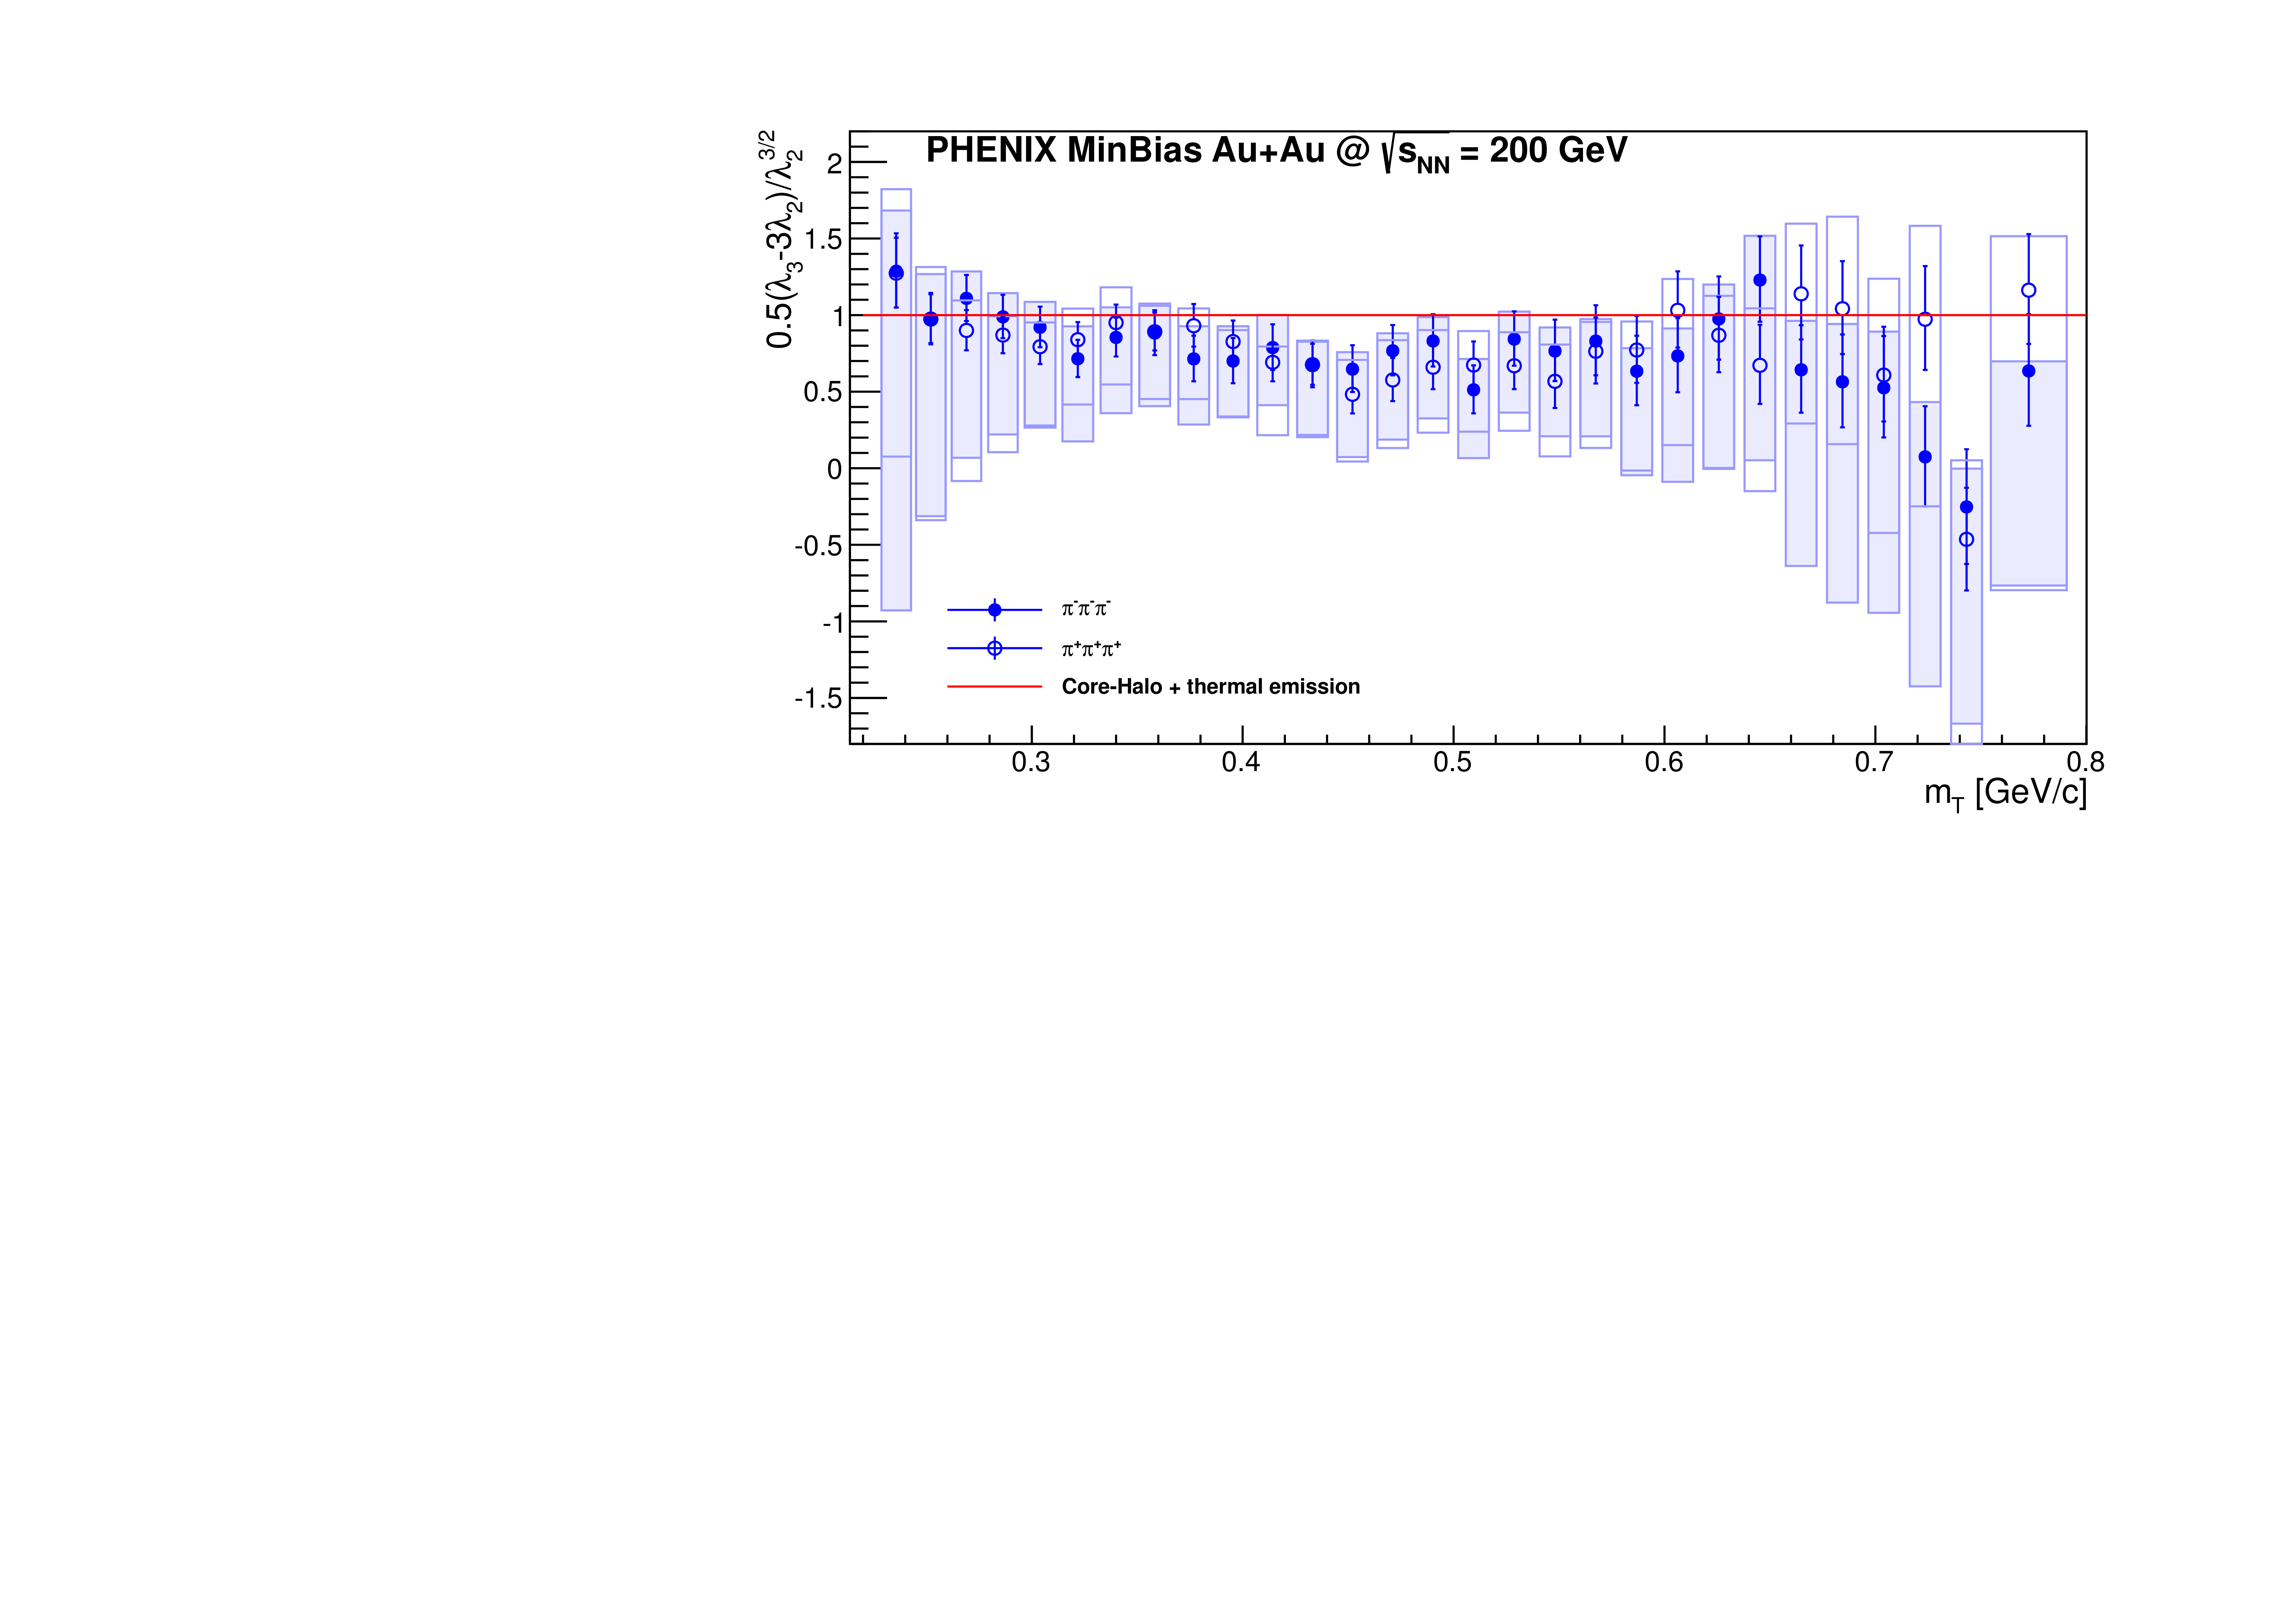 PHENIX MinBias Au+Au @ √sNN = 200 GeV
0.5(λ3-3λ2)/λ2^3/2
2
1.5
1
0.5
0
-0.5
-1
-1.5
π-π-π-
π+π+π+
Core-Halo + thermal emission
0.3 0.4 0.5 0.6 0.7 0.8
mT [GeV/c]